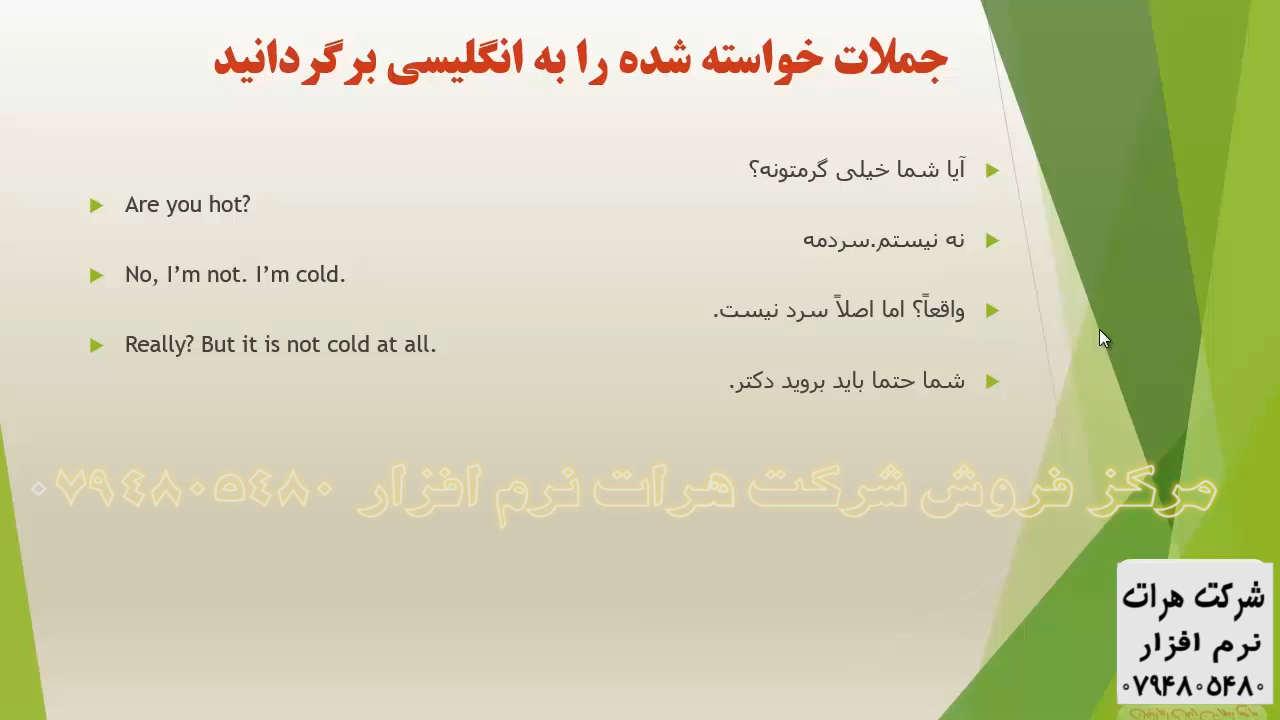 جملات خواسته شده را به انگلیسی برگردانید
آیا شما خیلی گرمتونه؟
Are you hot?
نه نیستم.سردمه
No, I’m not. I’m cold.
واقعاً؟ اما اصلاً سرد نیست.
Really? But it is not cold at all.
شما حتما باید بروید دکتر.
مرکز فروش شرکت هرات نرم افزار ۰۷۹۴۸۰۵۴۸۰
شرکت هرات
نرم افزار
۰۷۹۴۸۰۵۴۸۰